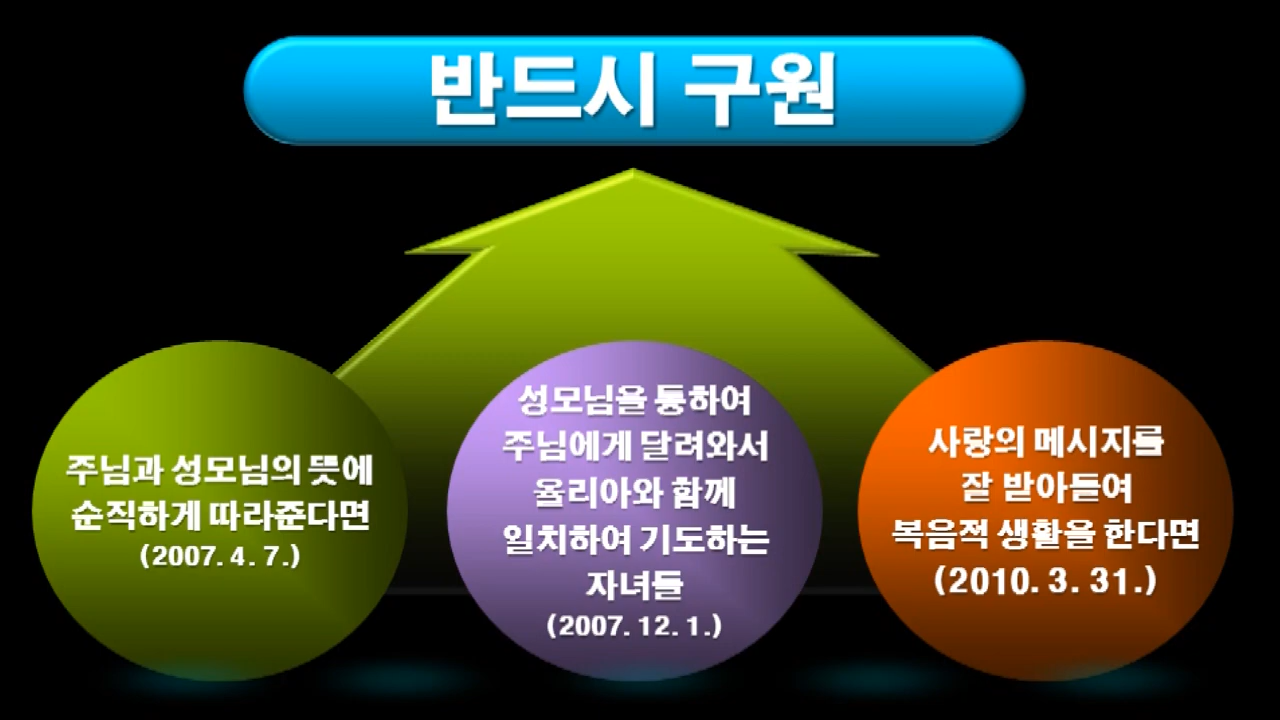 반드시 구원
주님과 성모님의 뜻에
순직하게 따라준다면
(2007. 4. 7.)
성모님을 통하여
주님에게 달려와서
율리아와 함께
일치하여 기도하는
자녀들
(2007. 12. 1.)
사랑의 메시지를
잘 받아들여
복음적 생활을 한다면
(2010. 3. 31.)